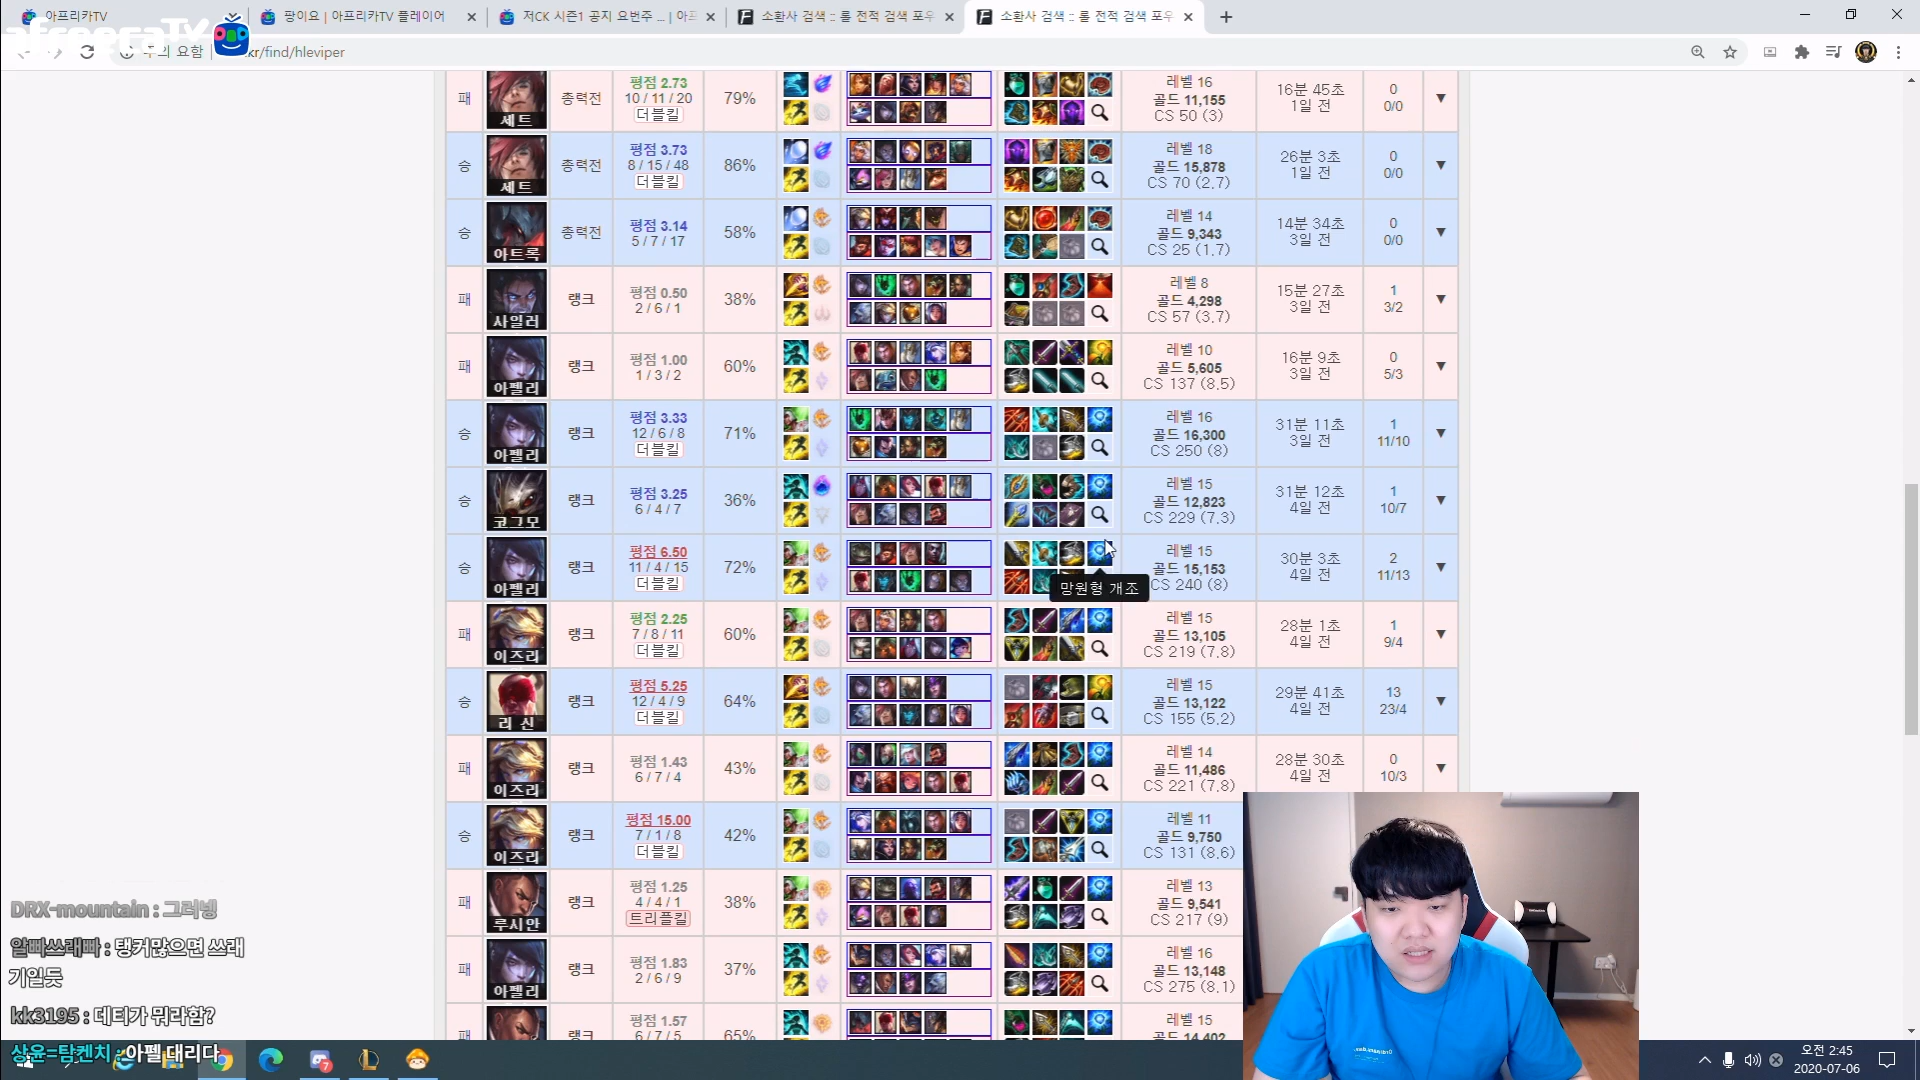 아프리카TV
팡이요 | 아프리카TV 플레이어
저CK 시즌1 공지 요번주 ... | 아프
소환사 검색 :: 롤 전적 검색 포우
소환사 검색 :: 롤 전적 검색 포우
afreecaTV
주의 요함
kr/find/hleviper
패 세트 총력전 평점 2.73 10 / 11 / 20 더블킬 79% 레벨 16 골드 11,155 CS 50 (3) 16분 45초 1일 전 0 0/0 ▼
승 세트 총력전 평점 3.73 8 / 15 / 48 더블킬 86% 레벨 18 골드 15,878 CS 70 (2.7) 26분 3초 1일 전 0 0/0 ▼
승 아트록 총력전 평점 3.14 5 / 7 / 17 58% 레벨 14 골드 9,343 CS 25 (1.7) 14분 34초 3일 전 0 0/0 ▼
패 사일러 랭크 평점 0.50 2 / 6 / 1 38% 레벨 8 골드 4,298 CS 57 (3.7) 15분 27초 3일 전 1 3/2 ▼
패 아펠리 랭크 평점 1.00 1 / 3 / 2 60% 레벨 10 골드 5,605 CS 137 (8.5) 16분 9초 3일 전 0 5/3 ▼
승 아펠리 랭크 평점 3.33 12 / 6 / 8 더블킬 71% 레벨 16 골드 16,300 CS 250 (8) 31분 11초 3일 전 1 11/10 ▼
승 코그모 랭크 평점 3.25 6 / 4 / 7 36% 레벨 15 골드 12,823 CS 229 (7.3) 31분 12초 4일 전 1 10/7 ▼
승 아펠리 랭크 평점 6.50 11 / 4 / 15 더블킬 72% 레벨 15 골드 15,153 CS 240 (8) 30분 3초 4일 전 2 11/13 ▼
망원형 개조
패 이즈리 랭크 평점 2.25 7 / 8 / 11 더블킬 60% 레벨 15 골드 13,105 CS 219 (7.8) 28분 1초 4일 전 1 9/4 ▼
승 리 신 랭크 평점 5.25 12 / 4 / 9 더블킬 64% 레벨 15 골드 13,122 CS 155 (5.2) 29분 41초 4일 전 13 23/4 ▼
패 이즈리 랭크 평점 1.43 6 / 7 / 4 43% 레벨 14 골드 11,486 CS 221 (7.8) 28분 30초 4일 전 0 10/3 ▼
승 이즈리 랭크 평점 15.00 7 / 1 / 8 더블킬 42% 레벨 11 골드 9,750 CS 131 (8.6)
패 루시안 랭크 평점 1.25 4 / 4 / 1 트리플킬 38% 레벨 13 골드 9,541 CS 217 (9)
패 아펠리 랭크 평점 1.83 2 / 6 / 9 37% 레벨 16 골드 13,148 CS 275 (8.1)
패 랭크 평점 1.57 6 / 7 / 5 65% 레벨 15 골드 14,402
DRX-mountain : 그러넹
알빠쓰래빠 : 탱커많으면 쓰래
기일듯
kk3195 : 데티가 뭐라함?
상윤=탐켄치 : 아펠 대리다
7
오전 2:45
2020-07-06